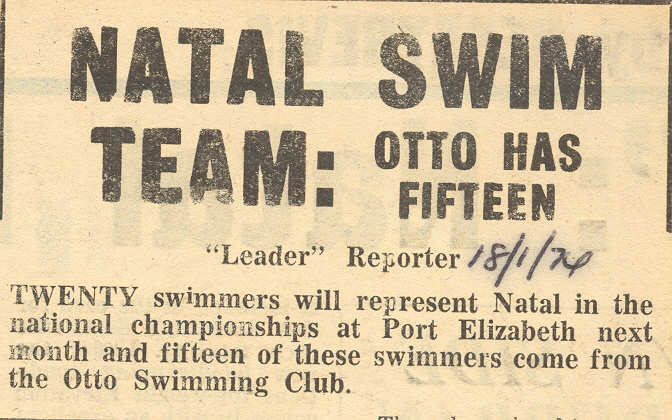 NATAL SWIM
TEAM: OTTO HAS
FIFTEEN
"Leader" Reporter 18/1/74
TWENTY swimmers will represent Natal in the
national championships at Port Elizabeth next
month and fifteen of these swimmers come from
the Otto Swimming Club.